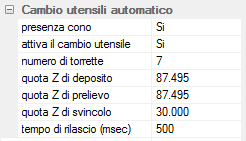 Cambio utensili automatico
presenza cono Si
attiva il cambio utensile Si
numero di torrette 7
quota Z di deposito 87.495
quota Z di prelievo 87.495
quota Z di svincolo 30.000
tempo di rilascio (msec) 500